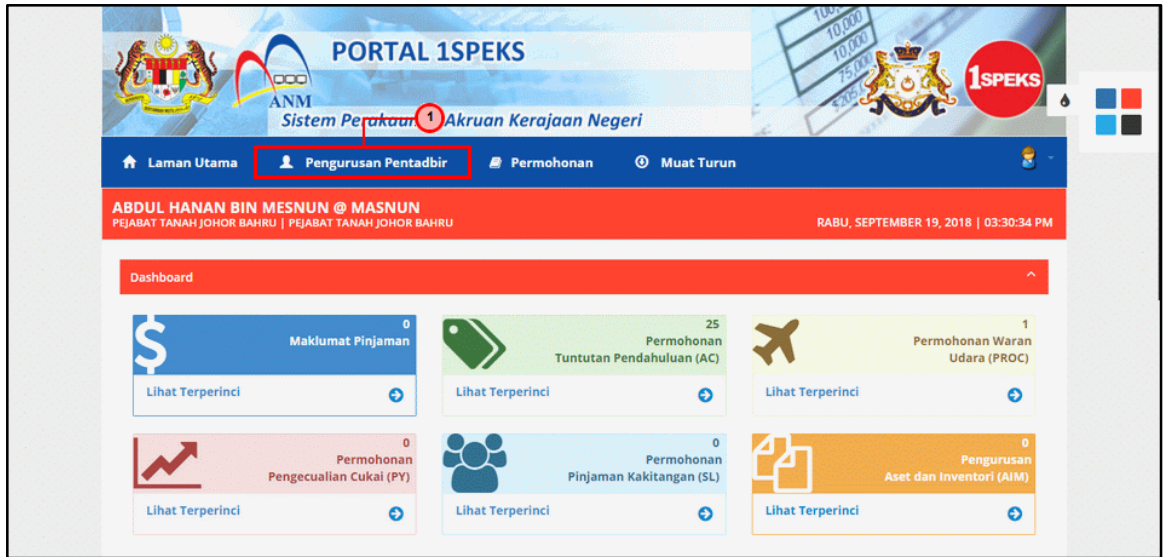 PORTAL 1SPEKS
1SPEKS
ANM
Sistem Perakaunan Akruan Kerajaan Negeri
1
Laman Utama
Pengurusan Pentadbir
Permohonan
Muat Turun
ABDUL HANAN BIN MESNUN @ MASNUN
PEJABAT TANAH JOHOR BAHRU | PEJABAT TANAH JOHOR BAHRU
RABU, SEPTEMBER 19, 2018 | 03:30:34 PM
Dashboard
0
Maklumat Pinjaman
Lihat Terperinci
25
Permohonan
Tuntutan Pendahuluan (AC)
Lihat Terperinci
1
Permohonan Waran
Udara (PROC)
Lihat Terperinci
0
Permohonan
Pengecualian Cukai (PY)
Lihat Terperinci
0
Permohonan
Pinjaman Kakitangan (SL)
Lihat Terperinci
0
Pengurusan
Aset dan Inventori (AIM)
Lihat Terperinci